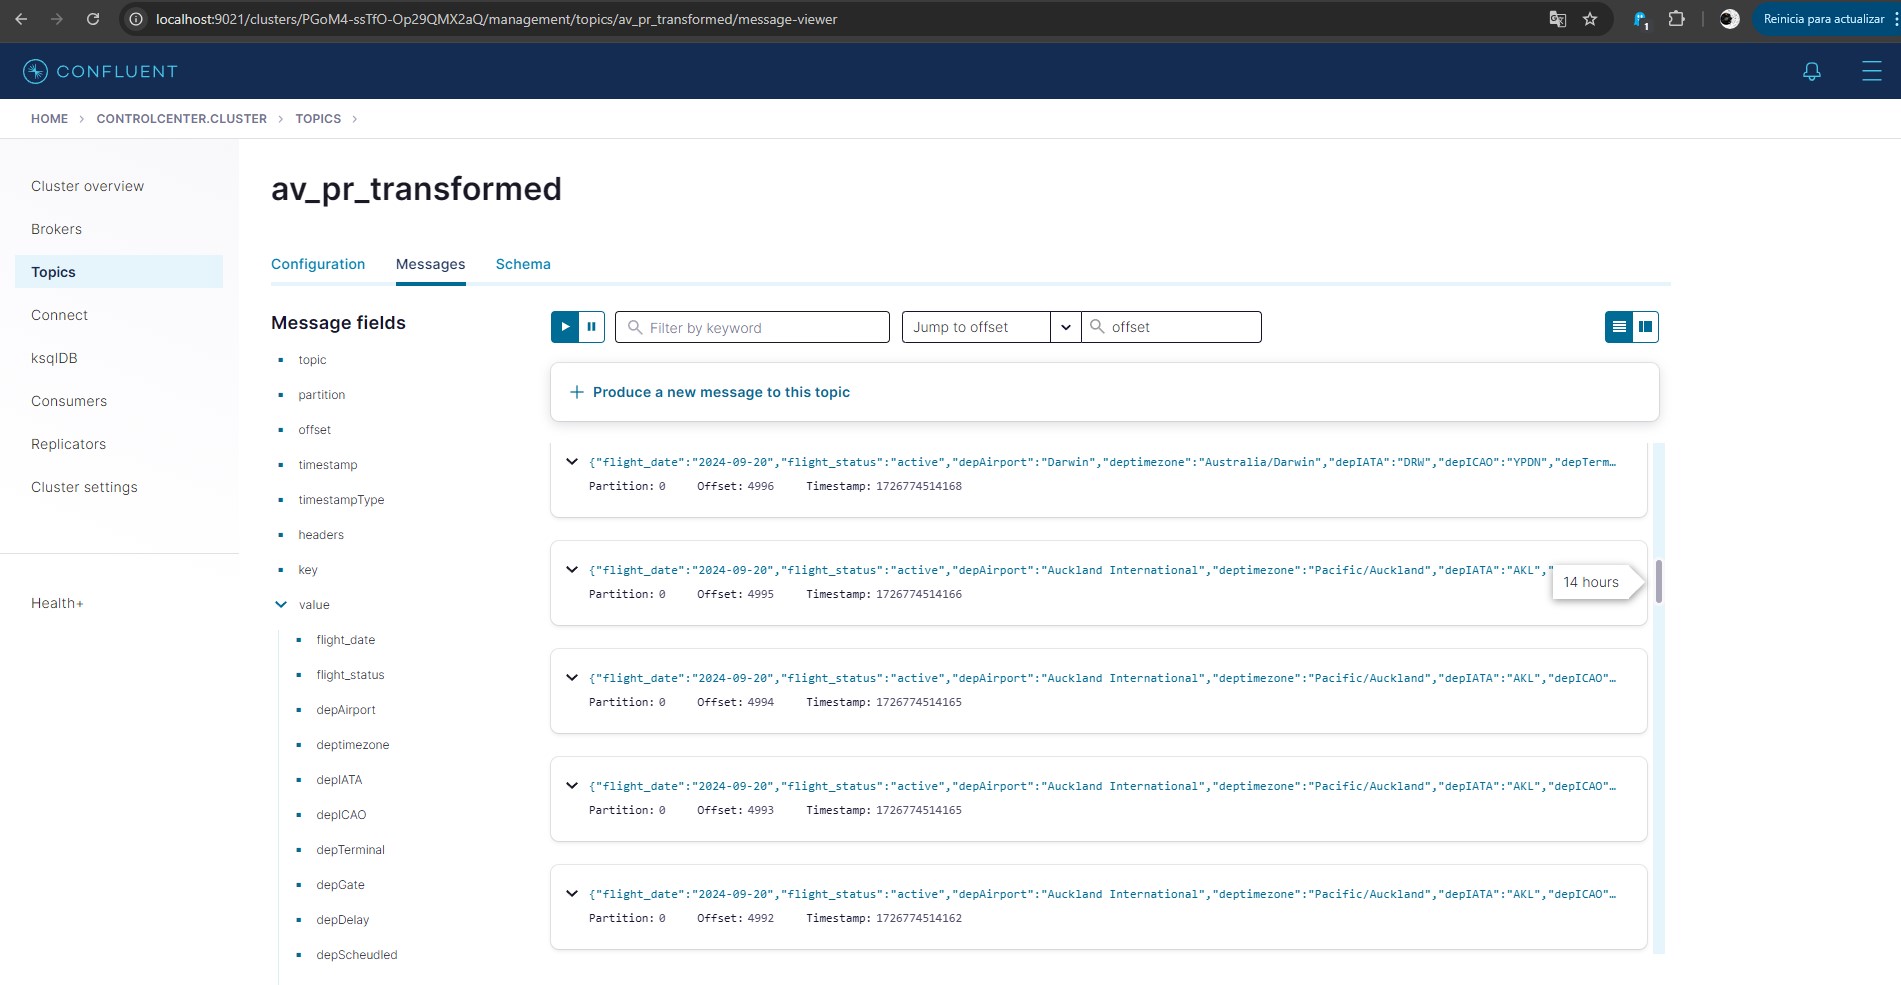 localhost:9021/clusters/PGoM4-ssTfO-Op29QMX2aQ/management/topics/av_pr_transformed/message-viewer
1
Reinicia para actualizar
CONFLUENT
HOME > CONTROLCENTER.CLUSTER > TOPICS >
Cluster overview
Brokers
Topics
Connect
ksqlDB
Consumers
Replicators
Cluster settings
Health+
av_pr_transformed
Configuration Messages Schema
Message fields
topic
partition
offset
timestamp
timestampType
headers
key
value
flight_date
flight_status
depAirport
deptimezone
depIATA
depICAO
depTerminal
depGate
depDelay
depScheudled
Filter by keyword
Jump to offset
offset
+ Produce a new message to this topic
{"flight_date":"2024-09-20","flight_status":"active","depAirport":"Darwin","deptimezone":"Australia/Darwin","depIATA":"DRW","depICAO":"YPDN","depTerm…
Partition: 0 Offset: 4996 Timestamp: 1726774514168
{"flight_date":"2024-09-20","flight_status":"active","depAirport":"Auckland International","deptimezone":"Pacific/Auckland","depIATA":"AKL","
14 hours
Partition: 0 Offset: 4995 Timestamp: 1726774514166
{"flight_date":"2024-09-20","flight_status":"active","depAirport":"Auckland International","deptimezone":"Pacific/Auckland","depIATA":"AKL","depICAO"…
Partition: 0 Offset: 4994 Timestamp: 1726774514165
{"flight_date":"2024-09-20","flight_status":"active","depAirport":"Auckland International","deptimezone":"Pacific/Auckland","depIATA":"AKL","depICAO"…
Partition: 0 Offset: 4993 Timestamp: 1726774514165
{"flight_date":"2024-09-20","flight_status":"active","depAirport":"Auckland International","deptimezone":"Pacific/Auckland","depIATA":"AKL","depICAO"…
Partition: 0 Offset: 4992 Timestamp: 1726774514162